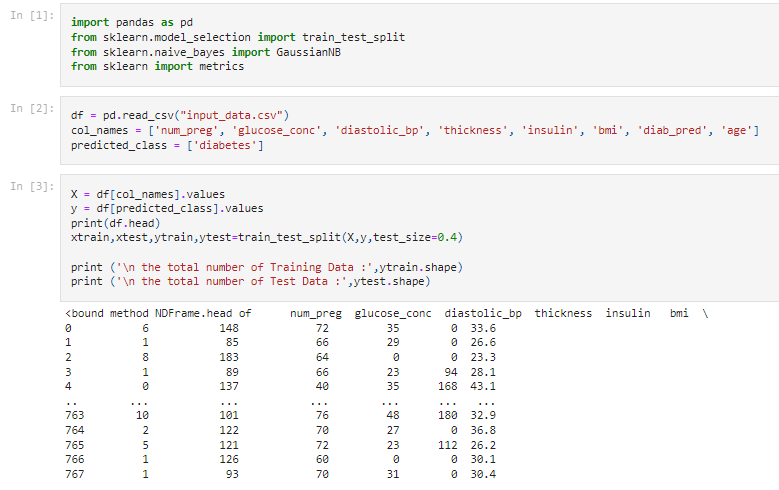 In [1]:
import pandas as pd
from sklearn.model_selection import train_test_split
from sklearn.naive_bayes import GaussianNB
from sklearn import metrics
In [2]:
df = pd.read_csv("input_data.csv")
col_names = ['num_preg', 'glucose_conc', 'diastolic_bp', 'thickness', 'insulin', 'bmi', 'diab_pred', 'age']
predicted_class = ['diabetes']
In [3]:
X = df[col_names].values
y = df[predicted_class].values
print(df.head)
xtrain,xtest,ytrain,ytest=train_test_split(X,y,test_size=0.4)
print ('\n the total number of Training Data :',ytrain.shape)
print ('\n the total number of Test Data :',ytest.shape)
<bound method NDFrame.head of      num_preg  glucose_conc  diastolic_bp  thickness  insulin   bmi  \
0           6           148            72         35        0  33.6
1           1            85            66         29        0  26.6
2           8           183            64          0        0  23.3
3           1            89            66         23       94  28.1
4           0           137            40         35      168  43.1
..        ...           ...           ...        ...      ...   ...
763        10           101            76         48      180  32.9
764         2           122            70         27        0  36.8
765         5           121            72         23      112  26.2
766         1           126            60          0        0  30.1
767         1            93            70         31        0  30.4